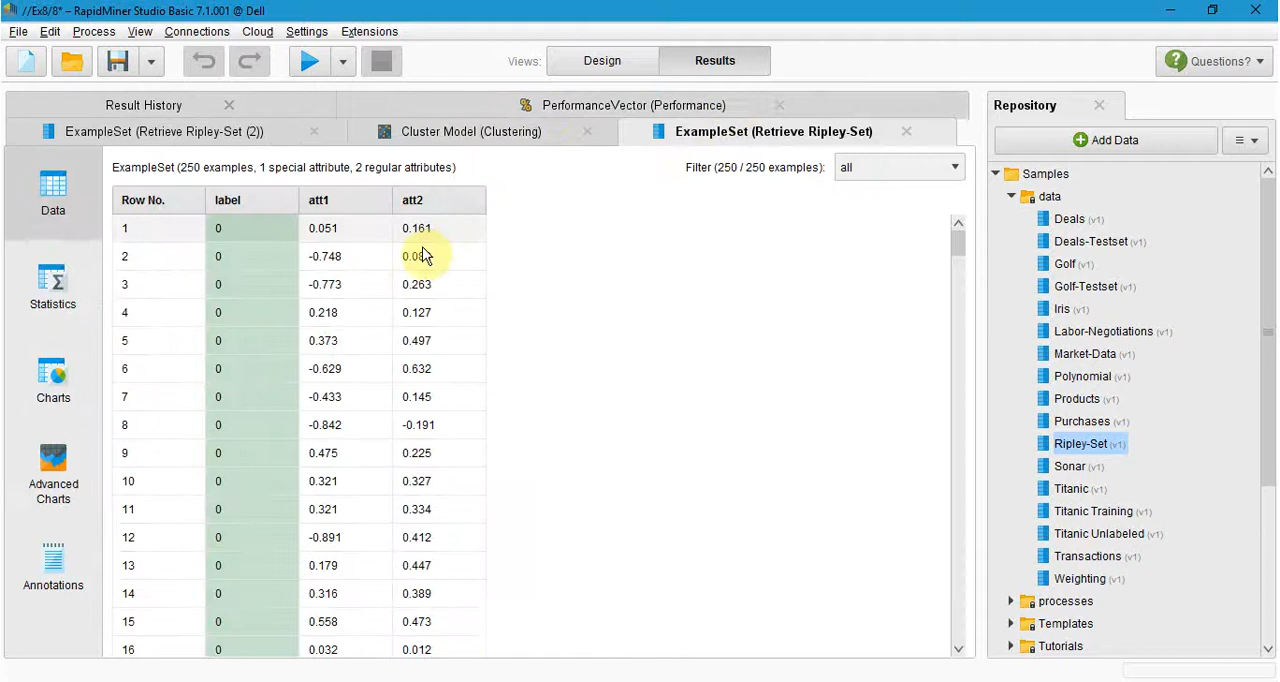 //Ex8/8* – RapidMiner Studio Basic 7.1.001 @ Dell
File Edit Process View Connections Cloud Settings Extensions
Views: Design Results Questions?
Result History PerformanceVector (Performance)
ExampleSet (Retrieve Ripley-Set (2)) Cluster Model (Clustering) ExampleSet (Retrieve Ripley-Set)
ExampleSet (250 examples, 1 special attribute, 2 regular attributes) Filter (250 / 250 examples): all
Data
Statistics
Charts
Advanced
Charts
Annotations
Row No. label att1 att2
1 0 0.051 0.161
2 0 -0.748
3 0 -0.773 0.263
4 0 0.218 0.127
5 0 0.373 0.497
6 0 -0.629 0.632
7 0 -0.433 0.145
8 0 -0.842 -0.191
9 0 0.475 0.225
10 0 0.321 0.327
11 0 0.321 0.334
12 0 -0.891 0.412
13 0 0.179 0.447
14 0 0.316 0.389
15 0 0.558 0.473
16 0 0.032 0.012
Repository
Add Data
Samples
data
Deals (v1)
Deals-Testset (v1)
Golf (v1)
Golf-Testset (v1)
Iris (v1)
Labor-Negotiations (v1)
Market-Data (v1)
Polynomial (v1)
Products (v1)
Purchases (v1)
Ripley-Set (v1)
Sonar (v1)
Titanic (v1)
Titanic Training (v1)
Titanic Unlabeled (v1)
Transactions (v1)
Weighting (v1)
processes
Templates
Tutorials